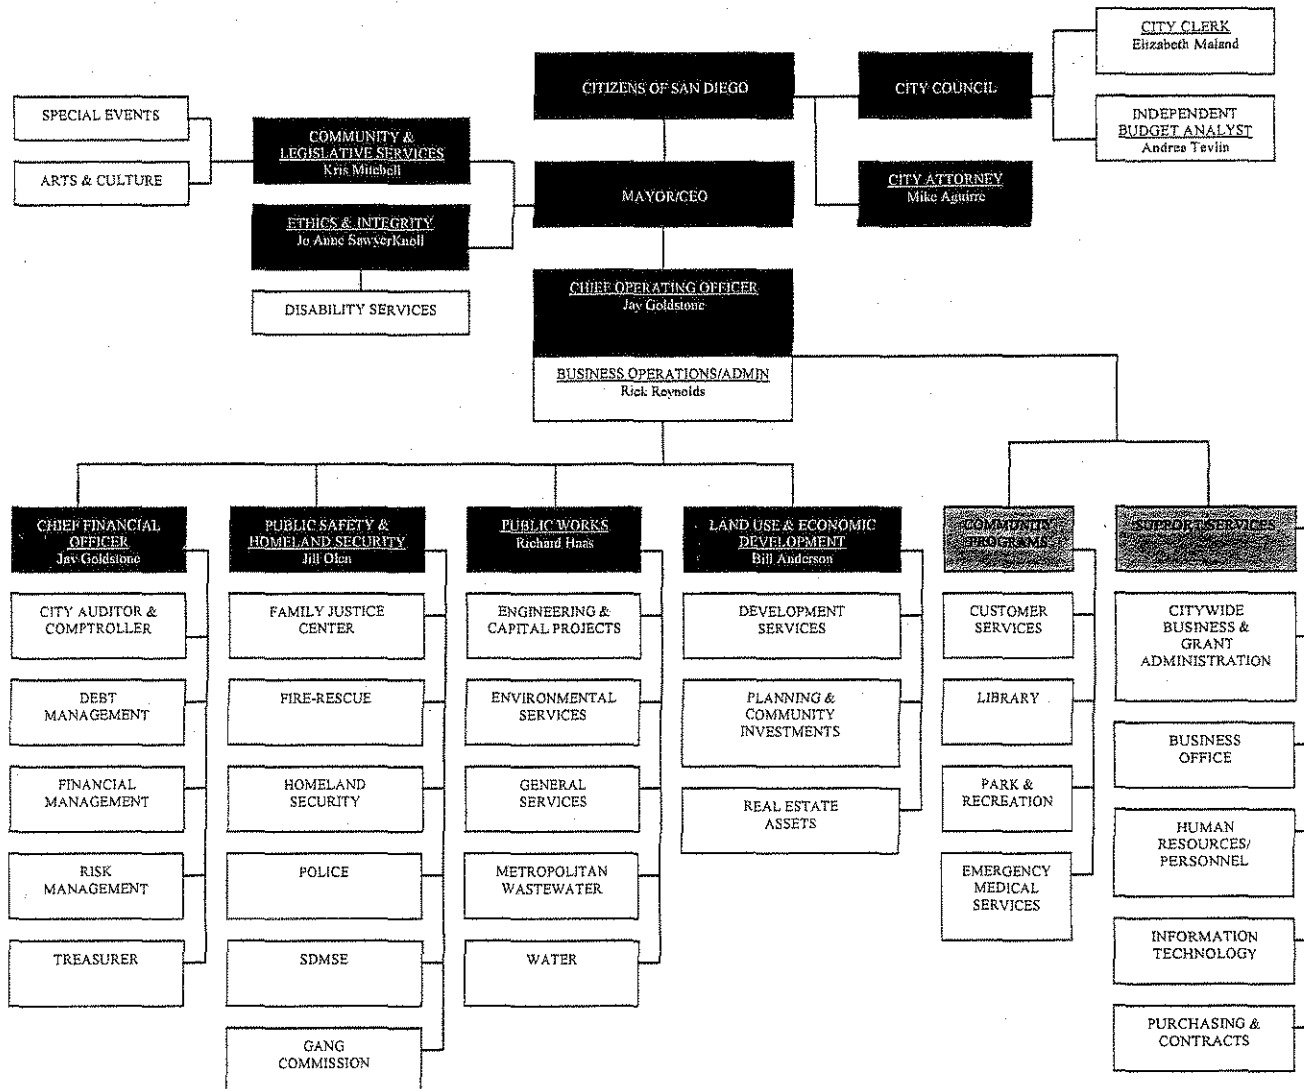 CITY CLERK
Elizabeth Maland
CITIZENS OF SAN DIEGO
CITY COUNCIL
INDEPENDENT
BUDGET ANALYST
Andrea Tevlin
SPECIAL EVENTS
ARTS & CULTURE
COMMUNITY &
LEGISLATIVE SERVICES
Kris Mitchell
MAYOR/CEO
CITY ATTORNEY
Mike Aguirre
ETHICS & INTEGRITY
Jo Anne SawyerKnoll
DISABILITY SERVICES
CHIEF OPERATING OFFICER
Jay Goldstone
BUSINESS OPERATIONS/ADMIN
Rick Reynolds
CHIEF FINANCIAL
OFFICER
Jay Goldstone
CITY AUDITOR &
COMPTROLLER
DEBT
MANAGEMENT
FINANCIAL
MANAGEMENT
RISK
MANAGEMENT
TREASURER
PUBLIC SAFETY &
HOMELAND SECURITY
Jill Olen
FAMILY JUSTICE
CENTER
FIRE-RESCUE
HOMELAND
SECURITY
POLICE
SDMSE
GANG
COMMISSION
PUBLIC WORKS
Richard Haas
ENGINEERING &
CAPITAL PROJECTS
ENVIRONMENTAL
SERVICES
GENERAL
SERVICES
METROPOLITAN
WASTEWATER
WATER
LAND USE & ECONOMIC
DEVELOPMENT
Bill Anderson
DEVELOPMENT
SERVICES
PLANNING &
COMMUNITY
INVESTMENTS
REAL ESTATE
ASSETS
COMMUNITY
PROGRAMS
CUSTOMER
SERVICES
LIBRARY
PARK &
RECREATION
EMERGENCY
MEDICAL
SERVICES
SUPPORT SERVICES
CITYWIDE
BUSINESS &
GRANT
ADMINISTRATION
BUSINESS
OFFICE
HUMAN
RESOURCES/
PERSONNEL
INFORMATION
TECHNOLOGY
PURCHASING &
CONTRACTS